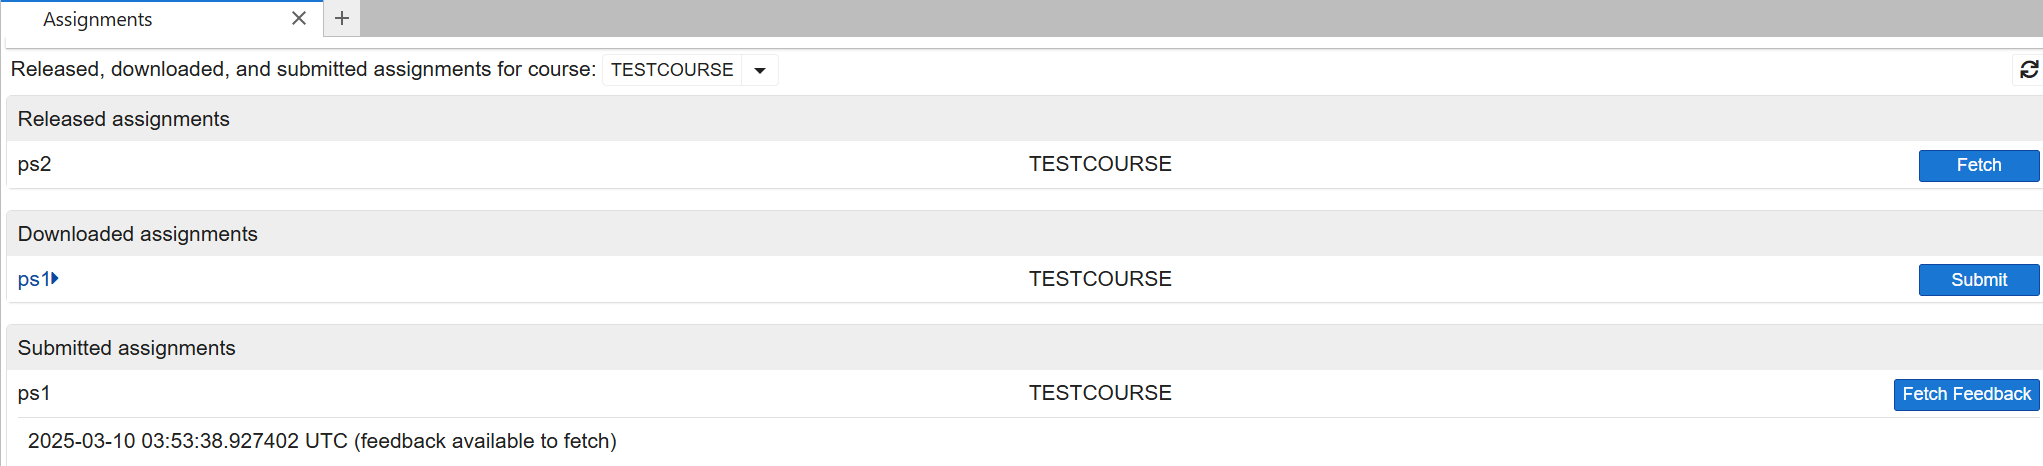 Assignments
Released, downloaded, and submitted assignments for course: TESTCOURSE
Released assignments
ps2 TESTCOURSE Fetch
Downloaded assignments
ps1 TESTCOURSE Submit
Submitted assignments
ps1 TESTCOURSE Fetch Feedback
2025-03-10 03:53:38.927402 UTC (feedback available to fetch)